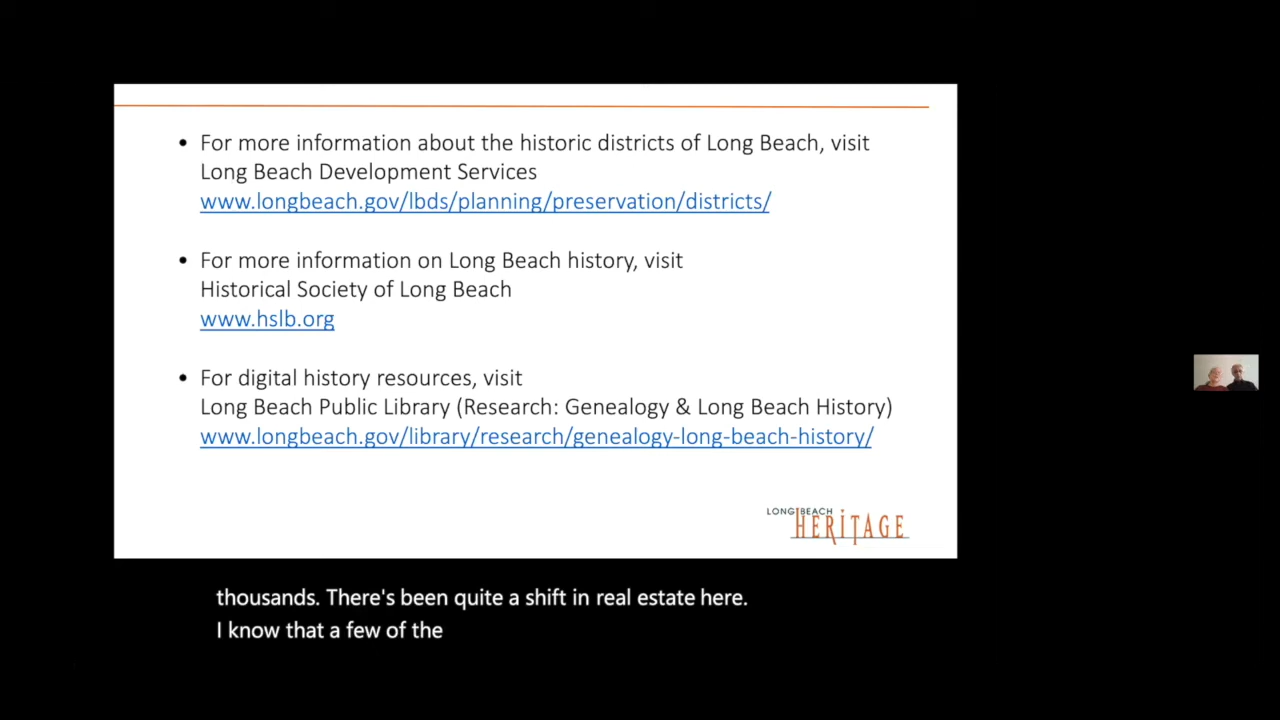 • For more information about the historic districts of Long Beach, visit
Long Beach Development Services
www.longbeach.gov/lbds/planning/preservation/districts/
• For more information on Long Beach history, visit
Historical Society of Long Beach
www.hslb.org
• For digital history resources, visit
Long Beach Public Library (Research: Genealogy & Long Beach History)
www.longbeach.gov/library/research/genealogy-long-beach-history/
LONG BEACH
HERITAGE
thousands. There's been quite a shift in real estate here.
I know that a few of the